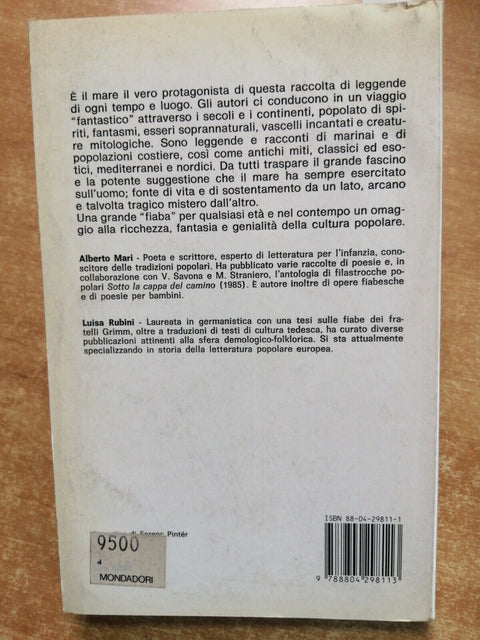 È il mare il vero protagonista di questa raccolta di leggende
di ogni tempo e luogo. Gli autori ci conducono in un viaggio
"fantastico" attraverso i secoli e i continenti, popolato di spi-
riti, fantasmi, esseri soprannaturali, vascelli incantati e creatu-
re mitologiche. Sono leggende e racconti di marinai e di
popolazioni costiere, così come antichi miti, classici ed eso-
tici, mediterranei e nordici. Da tutti traspare il grande fascino
e la potente suggestione che il mare ha sempre esercitato
sull'uomo; fonte di vita e di sostentamento da un lato, arcano
e talvolta tragico mistero dall'altro.
Una grande "fiaba" per qualsiasi età e nel contempo un omag-
gio alla ricchezza, fantasia e genialità della cultura popolare.
Alberto Mari - Poeta e scrittore, esperto di letteratura per l'infanzia, cono-
scitore delle tradizioni popolari. Ha pubblicato varie raccolte di poesie e, in
collaborazione con V. Savona e M. Straniero, l'antologia di filastrocche po-
polari Sotto la cappa del camino (1985). È autore inoltre di opere fiabesche
e di poesie per bambini.
Luisa Rubini - Laureata in germanistica con una tesi sulle fiabe dei fra-
telli Grimm, oltre a traduzioni di testi di cultura tedesca, ha curato diverse
pubblicazioni attinenti alla sfera demologico-folklorica. Si sta attualmente
specializzando in storia della letteratura popolare europea.
ISBN 88-04-29811-1
di Ferenc Pintér
9500
MONDADORI
9 788804 298113